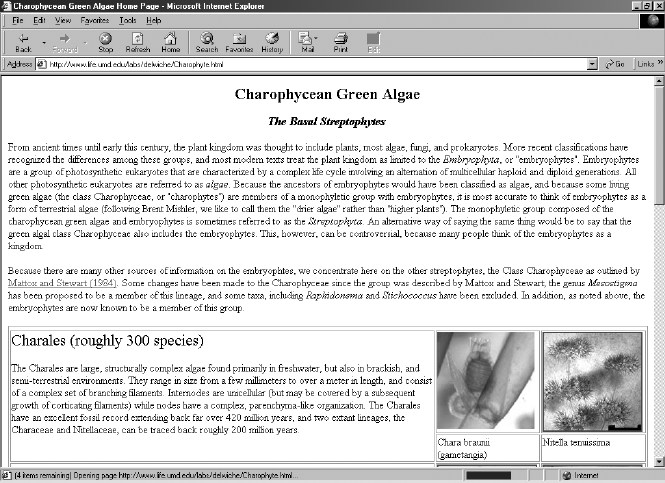 Charophycean Green Algae Home Page - Microsoft Internet Explorer
File Edit View Favorites Tools Help
Back Forward Stop Refresh Home Search Favorites History Mail Print Edit
Address http://www.life.umd.edu/labs/delwiche/Charophyte.html Go Links »
Charophycean Green Algae
The Basal Streptophytes
From ancient times until early this century, the plant kingdom was thought to include plants, most algae, fungi, and prokaryotes. More recent classifications have
recognized the differences among these groups, and most modern texts treat the plant kingdom as limited to the Embryophyta, or "embryophytes". Embryophytes
are a group of photosynthetic eukaryotes that are characterized by a complex life cycle involving an alternation of multicellular haploid and diploid generations. All
other photosynthetic eukaryotes are referred to as algae. Because the ancestors of embryophytes would have been classified as algae, and because some living
green algae (the class Charophyceae, or "charophytes") are members of a monophyletic group with embryophytes, it is most accurate to think of embryophytes as a
form of terrestrial algae (following Brent Mishler, we like to call them the "drier algae" rather than "higher plants"). The monophyletic group composed of the
charophycean green algae and embryophytes is sometimes referred to as the Streptophyta. An alternative way of saying the same thing would be to say that the
green algal class Charophyceae also includes the embryophytes. This, however, can be controversial, because many people think of the embryophytes as a
kingdom.
Because there are many other sources of information on the embryophytes, we concentrate here on the other streptophytes, the Class Charophyceae as outlined by
Mattox and Stewart (1984). Some changes have been made to the Charophyceae since the group was described by Mattox and Stewart; the genus Mesostigma
has been proposed to be a member of this lineage, and some taxa, including Raphidonema and Stichococcus have been excluded. In addition, as noted above, the
embryophytes are now known to be a member of this group.
Charales (roughly 300 species)
The Charales are large, structurally complex algae found primarily in freshwater, but also in brackish, and
semi-terrestrial environments. They range in size from a few millimeters to over a meter in length, and consist
of a complex set of branching filaments. Internodes are unicellular (but may be covered by a subsequent
growth of corticating filaments) while nodes have a complex, parenchyma-like organization. The Charales
have an excellent fossil record extending back far over 420 million years, and two extant lineages, the
Characeae and Nitellaceae, can be traced back roughly 200 million years.
Chara braunii
(gametangia)
Nitella tenuissima
(4 items remaining) Opening page http://www.life.umd.edu/labs/delwiche/Charophyte.html... Internet